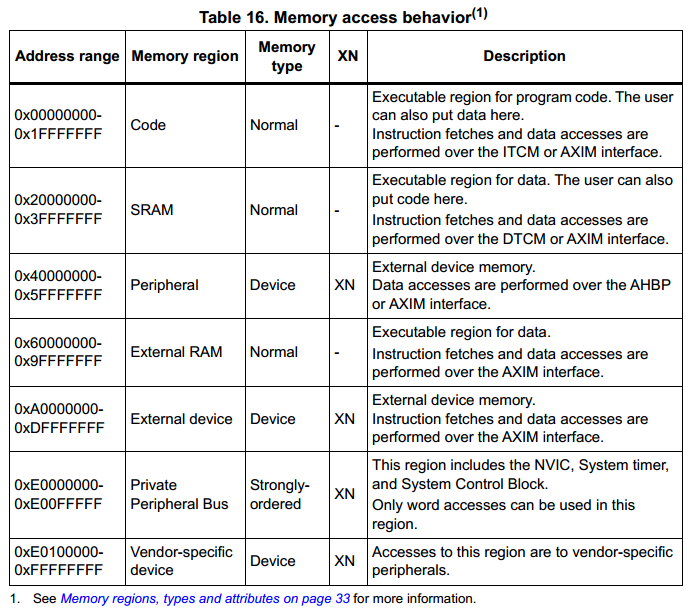 Table 16. Memory access behavior(1)
Address range Memory region Memory type XN Description
0x00000000-
0x1FFFFFFF
Code
Normal
-
Executable region for program code. The user
can also put data here.
Instruction fetches and data accesses are
performed over the ITCM or AXIM interface.
0x20000000-
0x3FFFFFFF
SRAM
Normal
-
Executable region for data. The user can also
put code here.
Instruction fetches and data accesses are
performed over the DTCM or AXIM interface.
0x40000000-
0x5FFFFFFF
Peripheral
Device
XN
External device memory.
Data accesses are performed over the AHBP
or AXIM interface.
0x60000000-
0x9FFFFFFF
External RAM
Normal
-
Executable region for data.
Instruction fetches and data accesses are
performed over the AXIM interface.
0xA0000000-
0xDFFFFFFF
External device
Device
XN
External device memory.
Instruction fetches and data accesses are
performed over the AXIM interface.
0xE0000000-
0xE00FFFFF
Private
Peripheral Bus
Strongly-
ordered
XN
This region includes the NVIC, System timer,
and System Control Block.
Only word accesses can be used in this
region.
0xE0100000-
0xFFFFFFFF
Vendor-specific
device
Device
XN
Accesses to this region are to vendor-specific
peripherals.
1. See Memory regions, types and attributes on page 33 for more information.